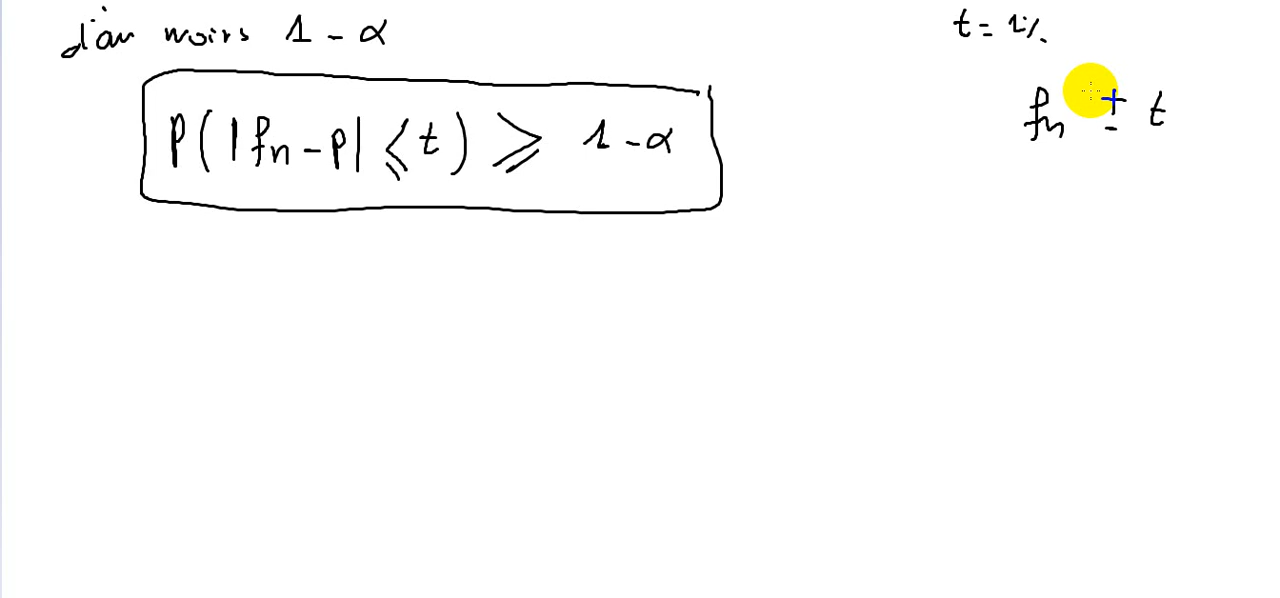 d'au moins 1 - α
t = 1%
P(|fn - p| ⩽ t) ⩾ 1 - α
fn ± t